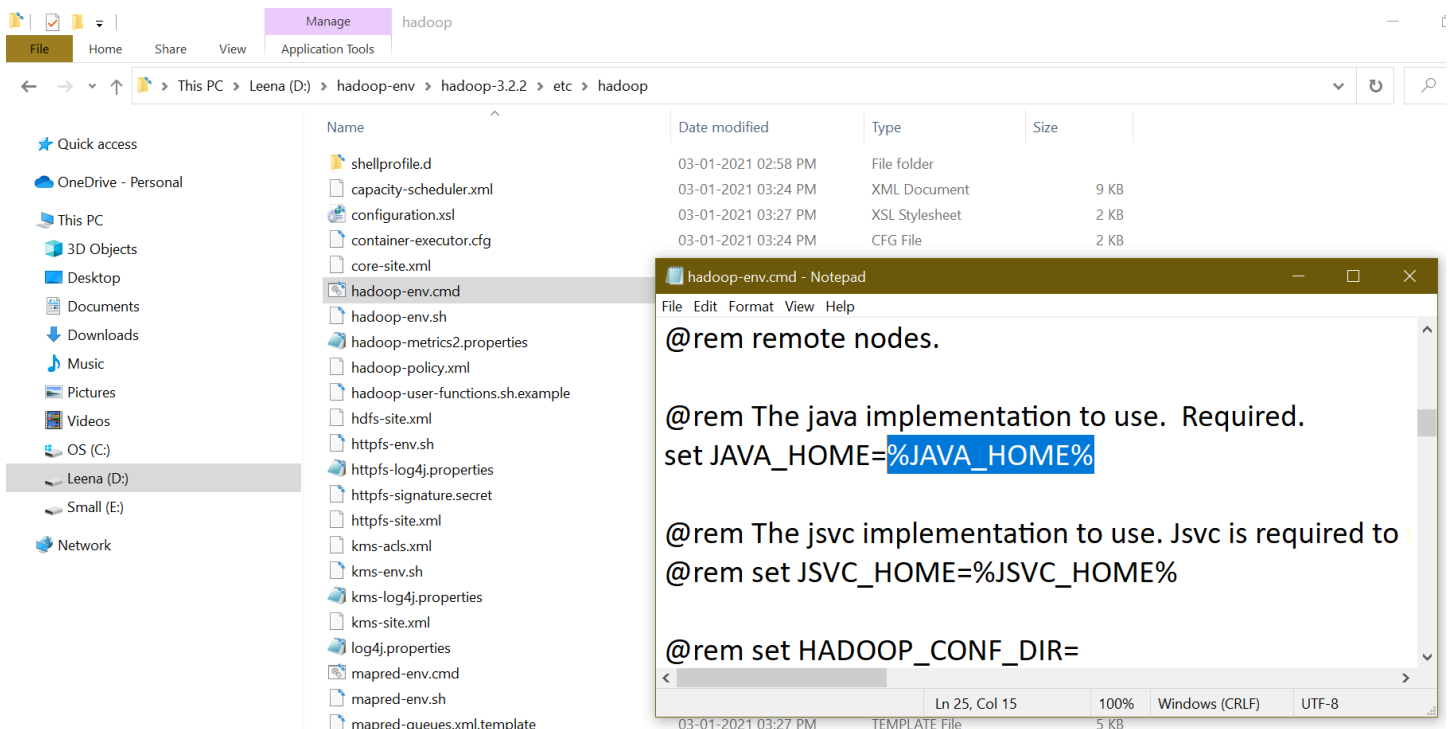 Manage hadoop
File Home Share View Application Tools
This PC Leena (D:) hadoop-env hadoop-3.2.2 etc hadoop
Name Date modified Type Size
Quick access
OneDrive - Personal
This PC
3D Objects
Desktop
Documents
Downloads
Music
Pictures
Videos
OS (C:)
Leena (D:)
Small (E:)
Network
shellprofile.d 03-01-2021 02:58 PM File folder
capacity-scheduler.xml 03-01-2021 03:24 PM XML Document 9 KB
configuration.xsl 03-01-2021 03:27 PM XSL Stylesheet 2 KB
container-executor.cfg 03-01-2021 03:24 PM CFG File 2 KB
core-site.xml
hadoop-env.cmd
hadoop-env.sh
hadoop-metrics2.properties
hadoop-policy.xml
hadoop-user-functions.sh.example
hdfs-site.xml
httpfs-env.sh
httpfs-log4j.properties
httpfs-signature.secret
httpfs-site.xml
kms-acls.xml
kms-env.sh
kms-log4j.properties
kms-site.xml
log4j.properties
mapred-env.cmd
mapred-env.sh
mapred-queues.xml.template 03-01-2021 03:27 PM TEMPLATE File 5 KB
hadoop-env.cmd - Notepad
File Edit Format View Help
@rem remote nodes.
@rem The java implementation to use.  Required.
set JAVA_HOME=%JAVA_HOME%
@rem The jsvc implementation to use. Jsvc is required to
@rem set JSVC_HOME=%JSVC_HOME%
@rem set HADOOP_CONF_DIR=
Ln 25, Col 15 100% Windows (CRLF) UTF-8